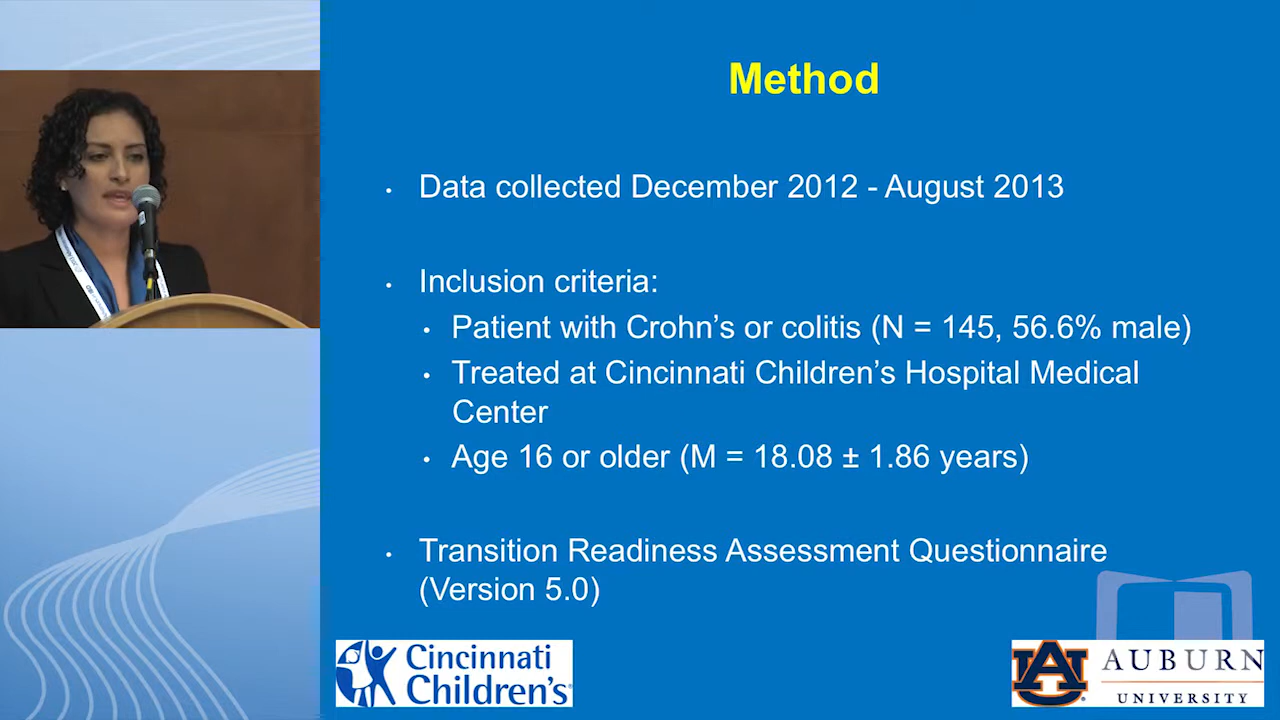 Method
• Data collected December 2012 - August 2013
• Inclusion criteria:
• Patient with Crohn’s or colitis (N = 145, 56.6% male)
• Treated at Cincinnati Children’s Hospital Medical
Center
• Age 16 or older (M = 18.08 ± 1.86 years)
• Transition Readiness Assessment Questionnaire
(Version 5.0)
Cincinnati
Children’s
AU AUBURN
UNIVERSITY